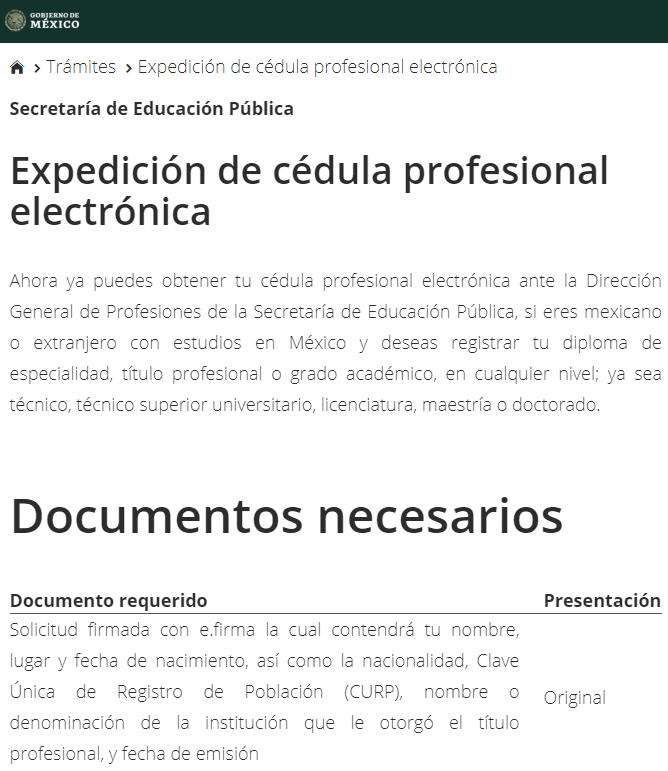 GOBIERNO DE
MÉXICO
Trámites
Expedición de cédula profesional electrónica
Secretaría de Educación Pública
Expedición de cédula profesional
electrónica
Ahora ya puedes obtener tu cédula profesional electrónica ante la Dirección
General de Profesiones de la Secretaría de Educación Pública, si eres mexicano
o extranjero con estudios en México y deseas registrar tu diploma de
especialidad, título profesional o grado académico, en cualquier nivel; ya sea
técnico, técnico superior universitario, licenciatura, maestría o doctorado.
Documentos necesarios
Documento requerido
Presentación
Solicitud firmada con e.firma la cual contendrá tu nombre,
lugar y fecha de nacimiento, así como la nacionalidad, Clave
Única de Registro de Población (CURP), nombre o
denominación de la institución que le otorgó el título
profesional, y fecha de emisión
Original